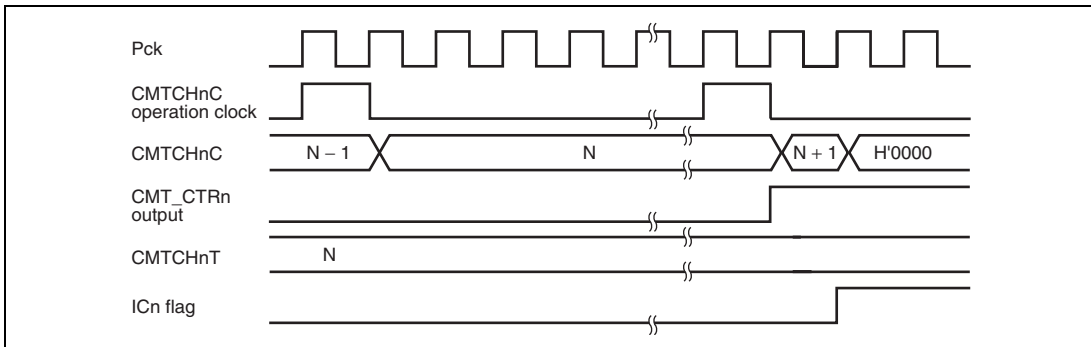 Pck
CMTCHnC
operation clock
CMTCHnC
N – 1
N
N + 1
H'0000
CMT_CTRn
output
CMTCHnT
N
ICn flag